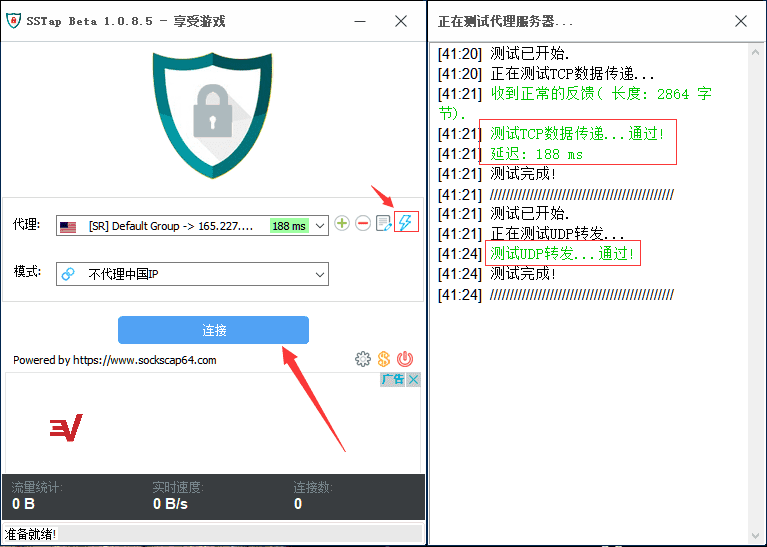 SSTap Beta 1.0.8.5 - 享受游戏
代理:
[SR] Default Group -> 165.227....
188 ms
模式:
不代理中国IP
连接
Powered by https://www.sockscap64.com
广告
EV
流量统计:
实时速度:
连接数:
0 B
0 B/s
0
准备就绪!
正在测试代理服务器...
[41:20] 测试已开始.
[41:20] 正在测试TCP数据传递...
[41:21] 收到正常的反馈( 长度: 2864 字
节).
[41:21] 测试TCP数据传递...通过!
[41:21] 延迟: 188 ms
[41:21] 测试完成!
[41:21] //////////////////////////////////////////////
[41:21] 测试已开始.
[41:21] 正在测试UDP转发...
[41:24] 测试UDP转发...通过!
[41:24] 测试完成!
[41:24] //////////////////////////////////////////////